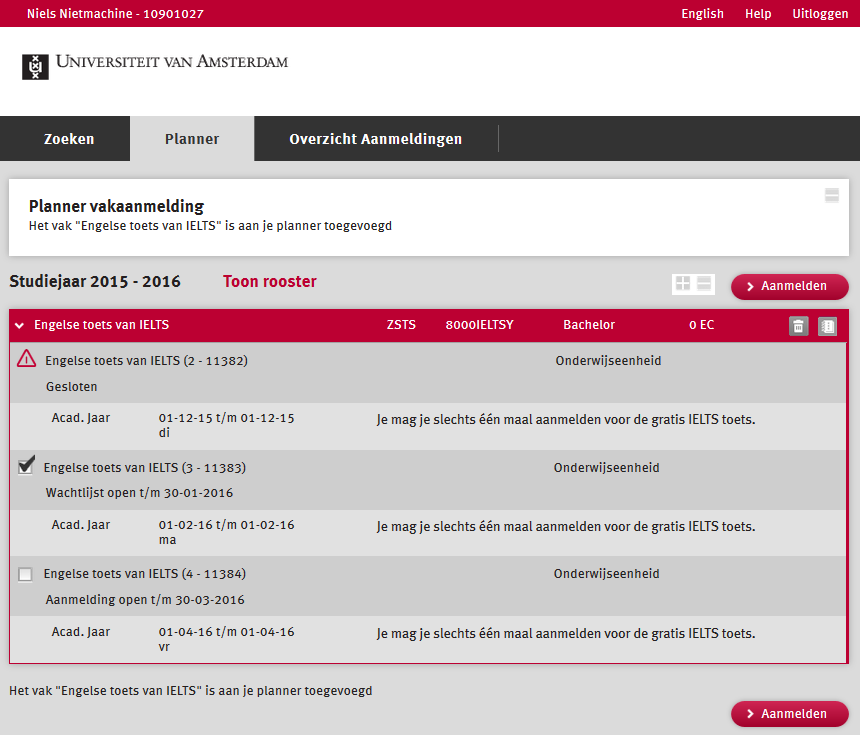 Niels Nietmachine - 10901027 English Help Uitloggen
UNIVERSITEIT VAN AMSTERDAM
Zoeken Planner Overzicht Aanmeldingen
Planner vakaanmelding
Het vak "Engelse toets van IELTS" is aan je planner toegevoegd
Studiejaar 2015 - 2016 Toon rooster Aanmelden
Engelse toets van IELTS ZSTS 8000IELTSY Bachelor 0 EC
Engelse toets van IELTS (2 - 11382) Onderwijseenheid
Gesloten
Acad. Jaar 01-12-15 t/m 01-12-15 Je mag je slechts één maal aanmelden voor de gratis IELTS toets.
di
Engelse toets van IELTS (3 - 11383) Onderwijseenheid
Wachtlijst open t/m 30-01-2016
Acad. Jaar 01-02-16 t/m 01-02-16 Je mag je slechts één maal aanmelden voor de gratis IELTS toets.
ma
Engelse toets van IELTS (4 - 11384) Onderwijseenheid
Aanmelding open t/m 30-03-2016
Acad. Jaar 01-04-16 t/m 01-04-16 Je mag je slechts één maal aanmelden voor de gratis IELTS toets.
vr
Het vak "Engelse toets van IELTS" is aan je planner toegevoegd
Aanmelden